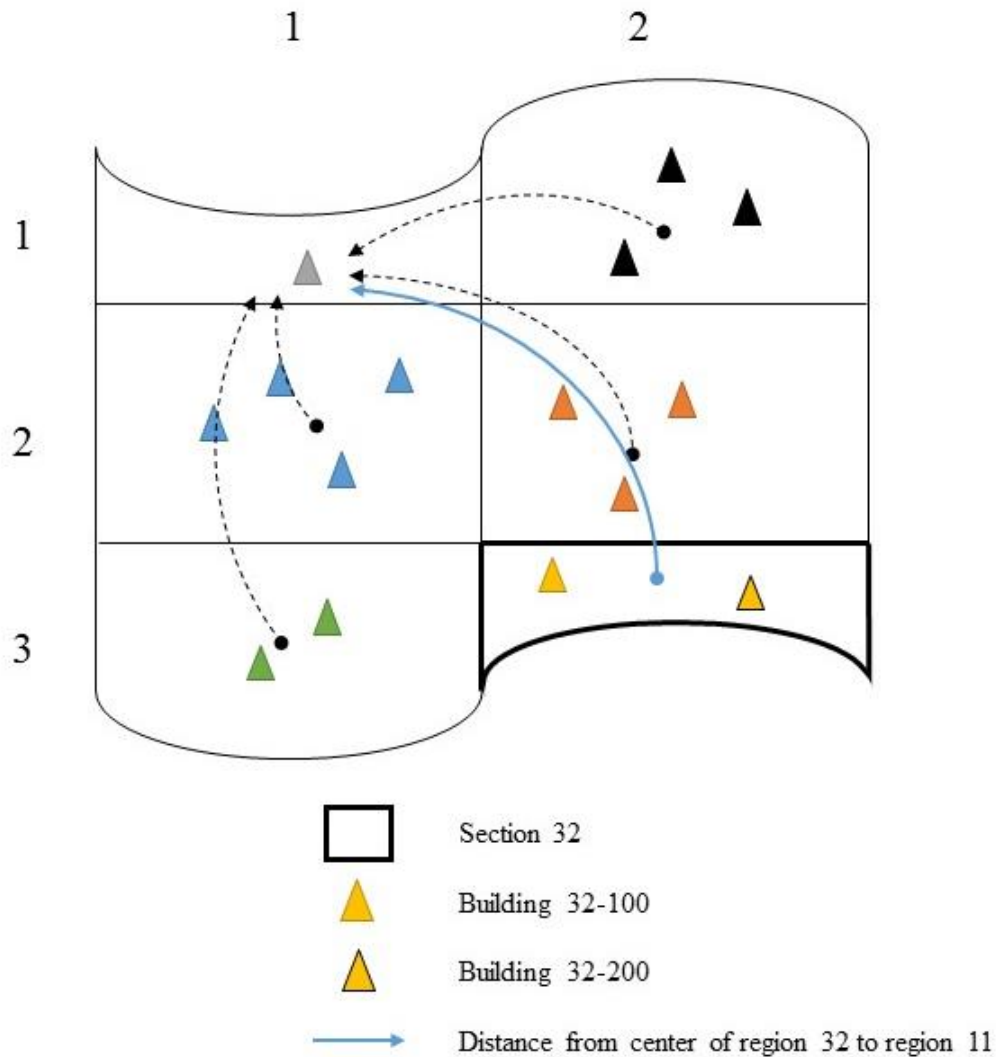 1 2
1
2
3
Section 32
Building 32-100
Building 32-200
Distance from center of region 32 to region 11